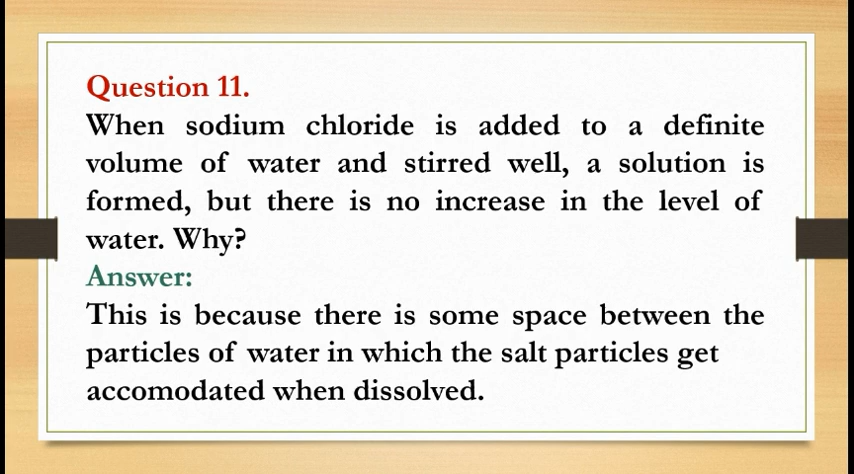 Question 11.
When sodium chloride is added to a definite
volume of water and stirred well, a solution is
formed, but there is no increase in the level of
water. Why?
Answer:
This is because there is some space between the
particles of water in which the salt particles get
accomodated when dissolved.